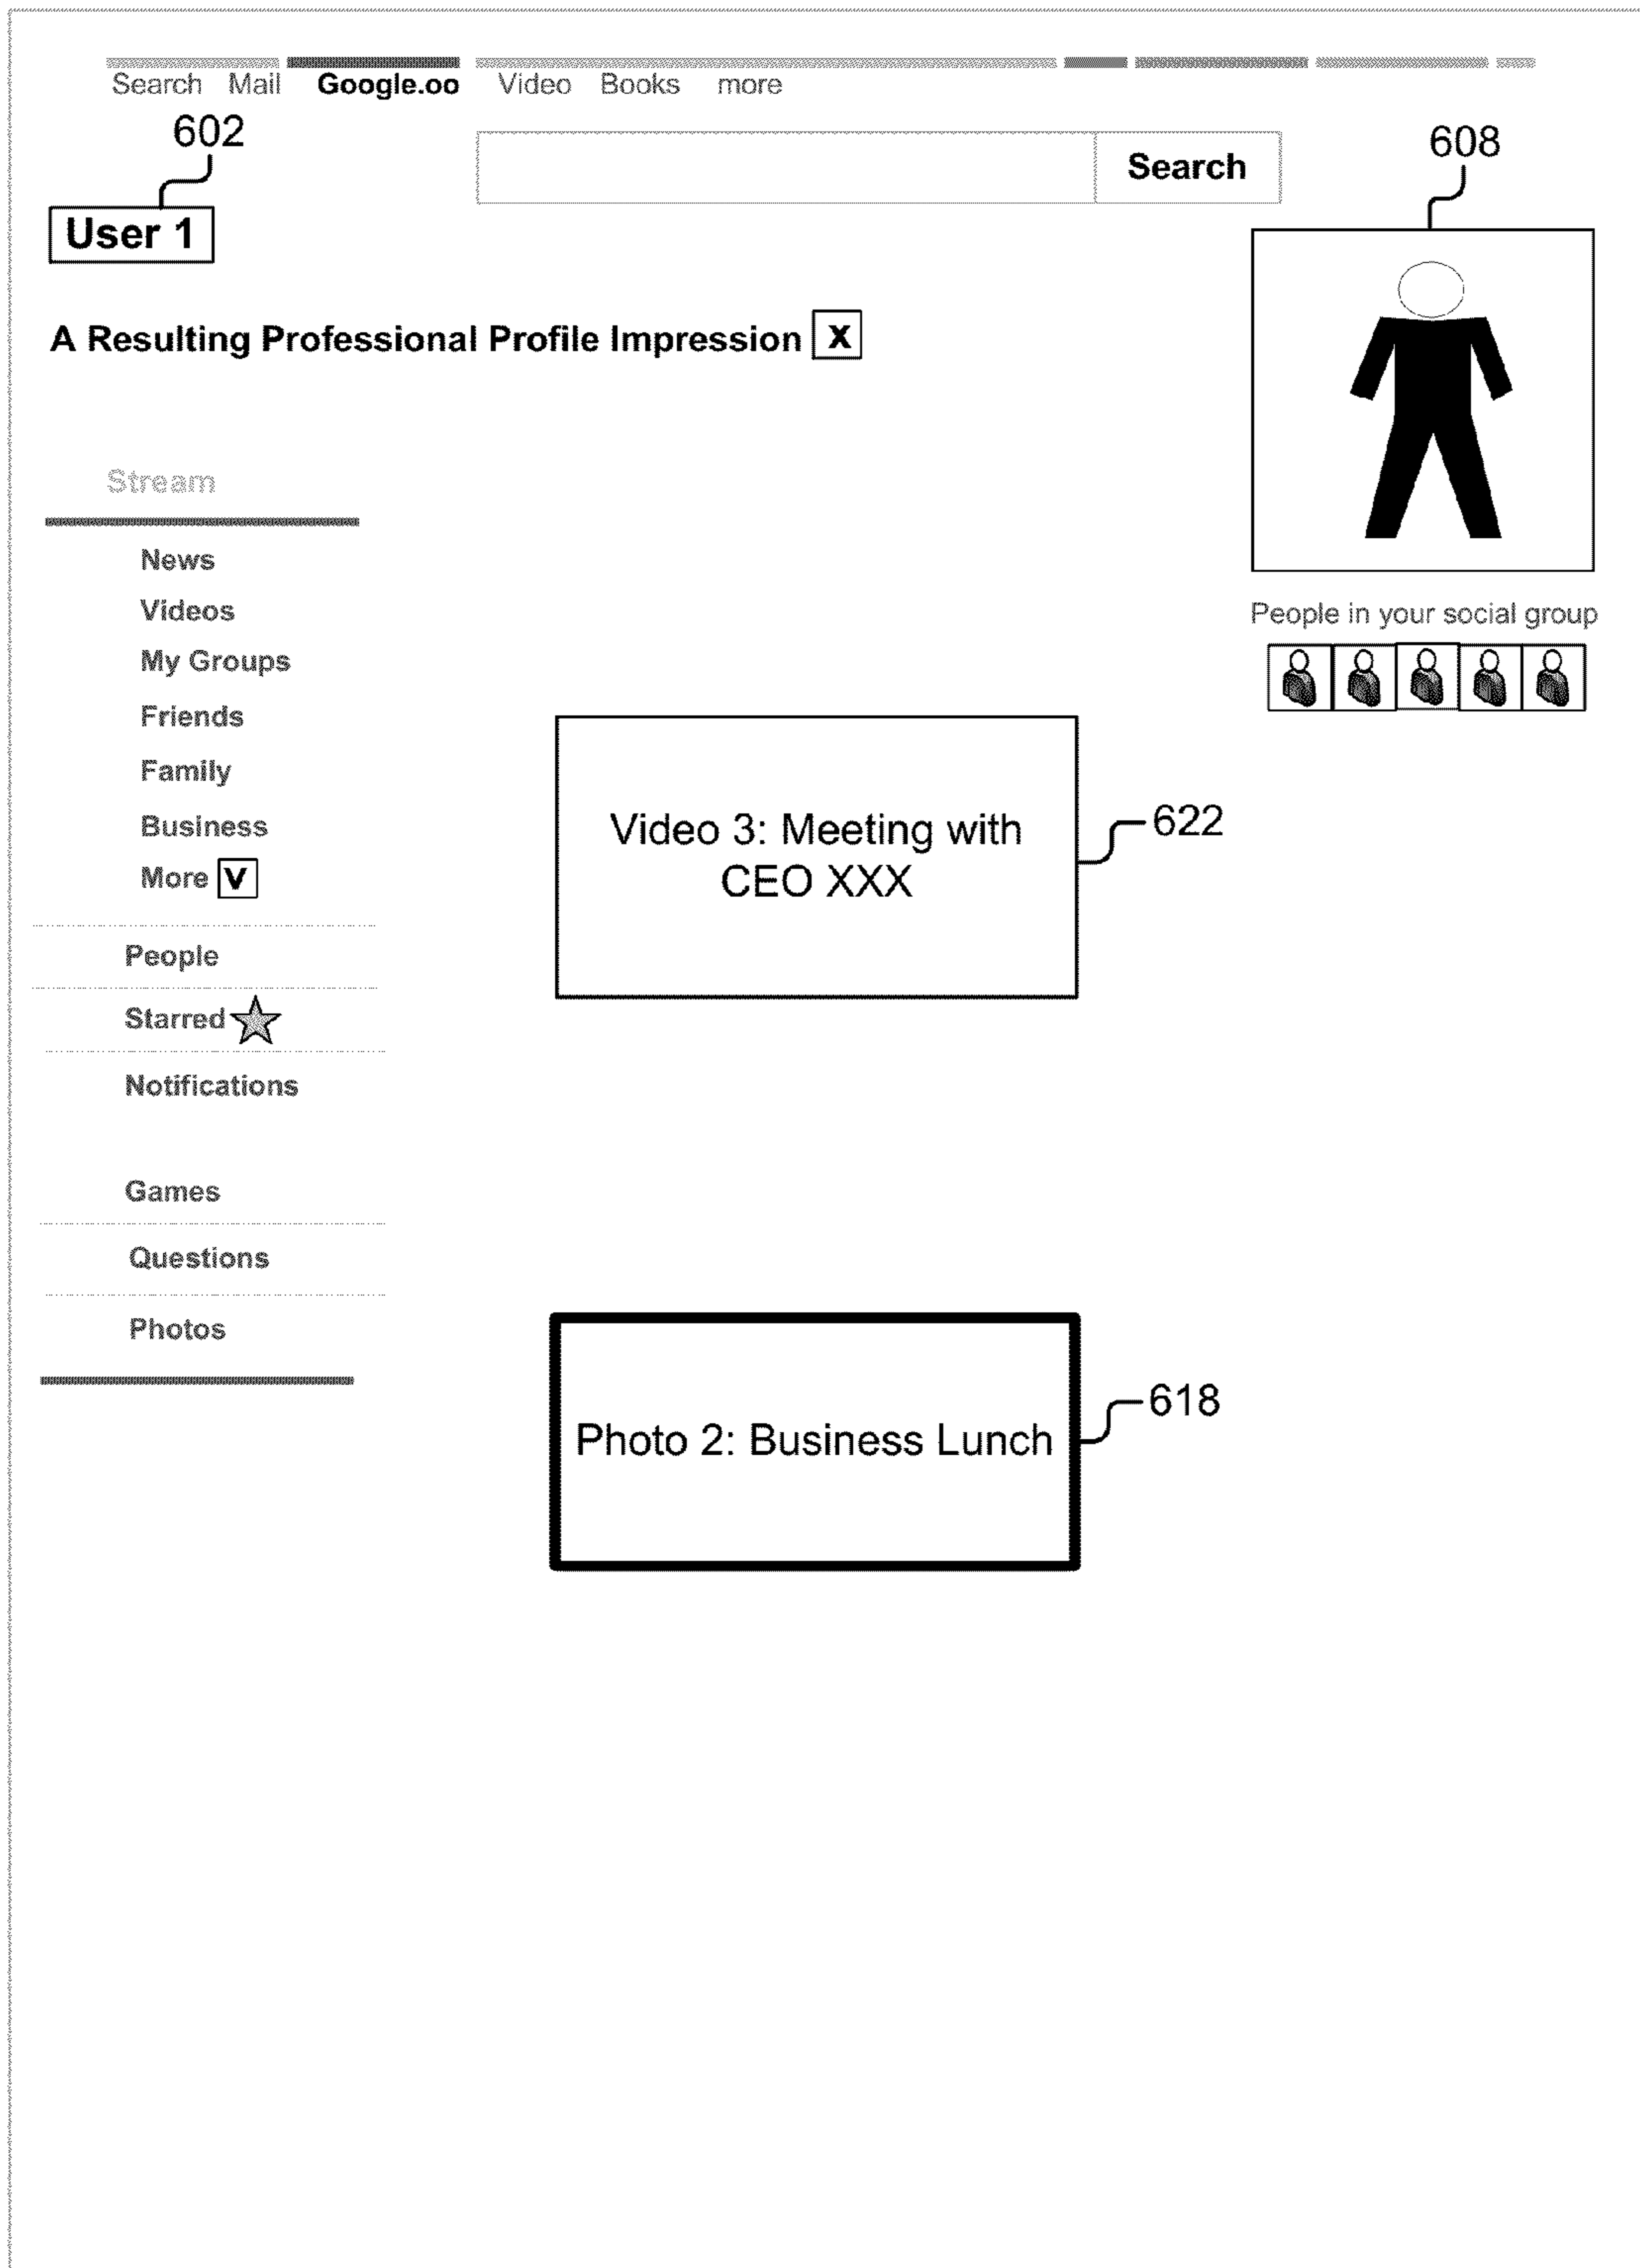 Search Mail Google.oo Video Books more
602
Search
608
User 1
A Resulting Professional Profile Impression X
Stream
News
Videos
My Groups
Friends
Family
Business
More V
People
Starred
Notifications
Games
Questions
Photos
People in your social group
Video 3: Meeting with
CEO XXX
622
Photo 2: Business Lunch
618